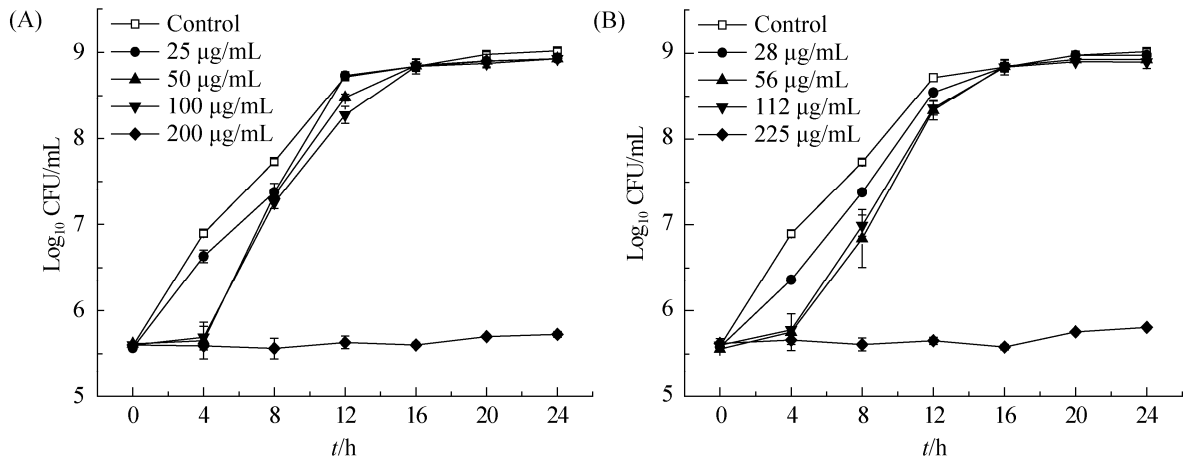 (A)
Control
25 μg/mL
50 μg/mL
100 μg/mL
200 μg/mL
9
8
7
6
5
Log₁₀ CFU/mL
0 4 8 12 16 20 24
t/h
(B)
Control
28 μg/mL
56 μg/mL
112 μg/mL
225 μg/mL
9
8
7
6
5
Log₁₀ CFU/mL
0 4 8 12 16 20 24
t/h